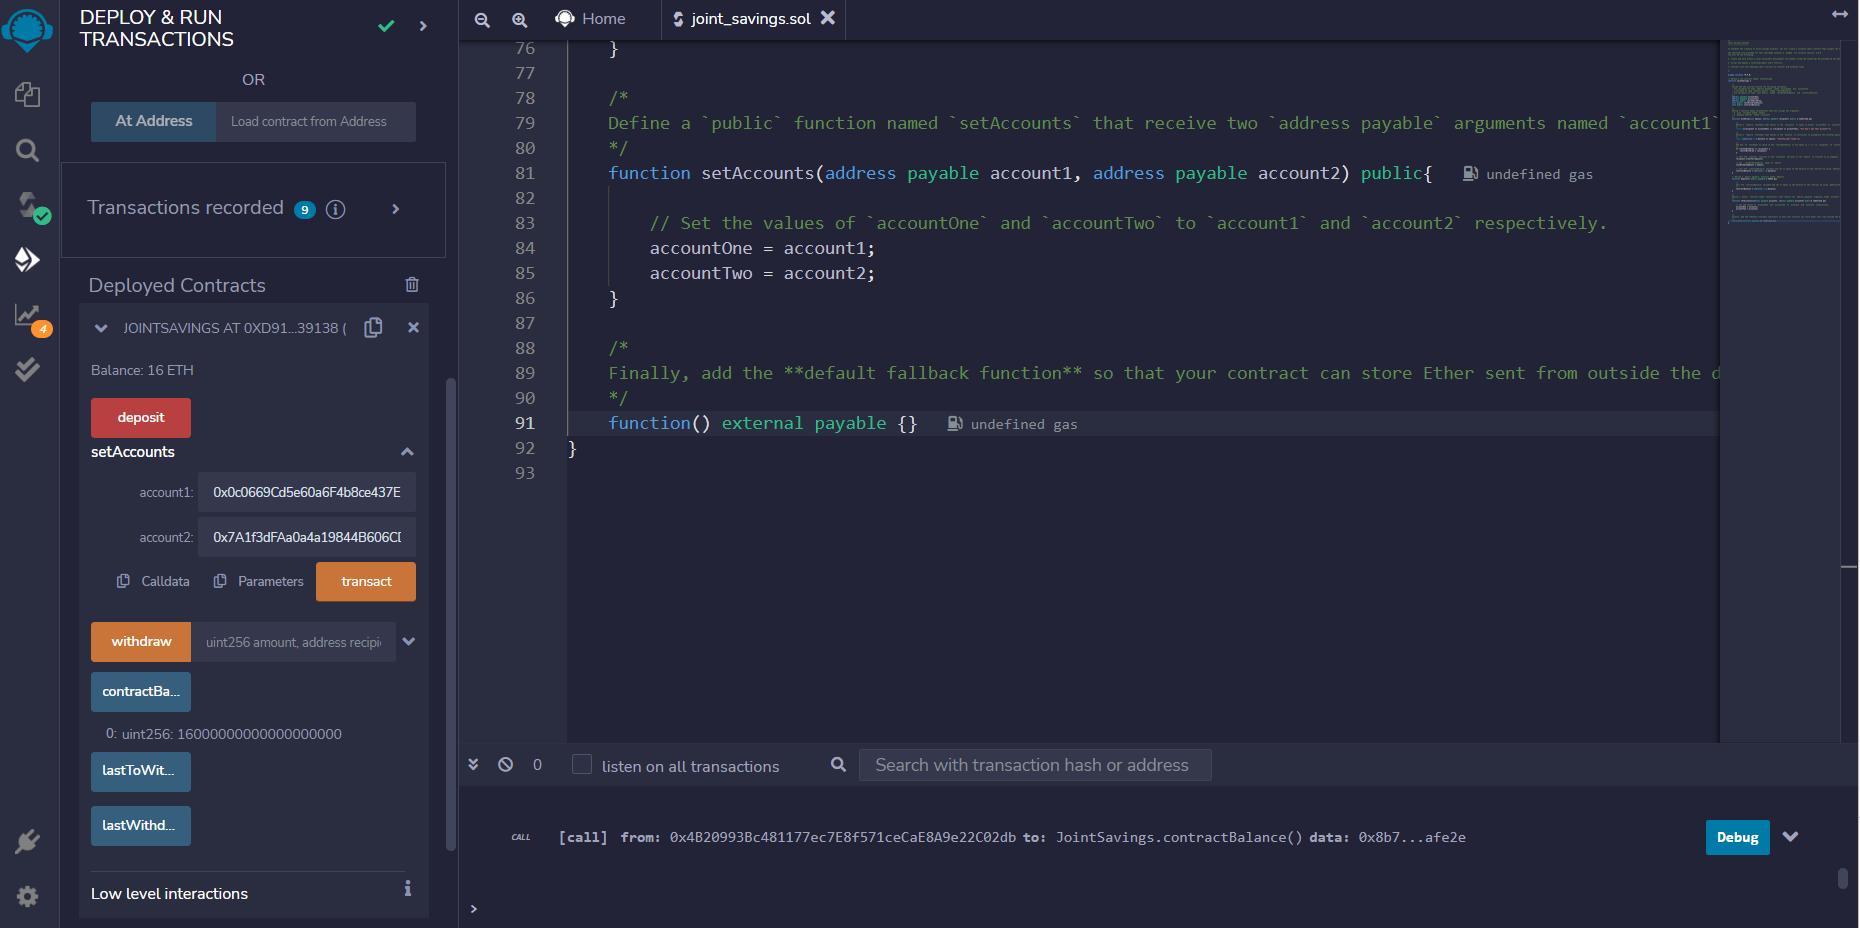 DEPLOY & RUN
TRANSACTIONS
OR
At Address
Load contract from Address
Transactions recorded 9 i
Deployed Contracts
4
JOINTSAVINGS AT 0XD91...39138 (
Balance: 16 ETH
deposit
setAccounts
account1: 0x0c0669Cd5e60a6F4b8ce437E
account2: 0x7A1f3dFAa0a4a19844B606CD
Calldata
Parameters
transact
withdraw
uint256 amount, address recipi
contractBa...
0: uint256: 16000000000000000000
lastToWit...
lastWithd...
Low level interactions
i
Home
joint_savings.sol
76 }
77
78 /*
79 Define a `public` function named `setAccounts` that receive two `address payable` arguments named `account1`
80 */
81 function setAccounts(address payable account1, address payable account2) public{ undefined gas
82
83 // Set the values of `accountOne` and `accountTwo` to `account1` and `account2` respectively.
84 accountOne = account1;
85 accountTwo = account2;
86 }
87
88 /*
89 Finally, add the **default fallback function** so that your contract can store Ether sent from outside the d
90 */
91 function() external payable {} undefined gas
92 }
93
0
listen on all transactions
Search with transaction hash or address
CALL [call] from: 0x4B20993Bc481177ec7E8f571ceCaE8A9e22C02db to: JointSavings.contractBalance() data: 0x8b7...afe2e
Debug
>